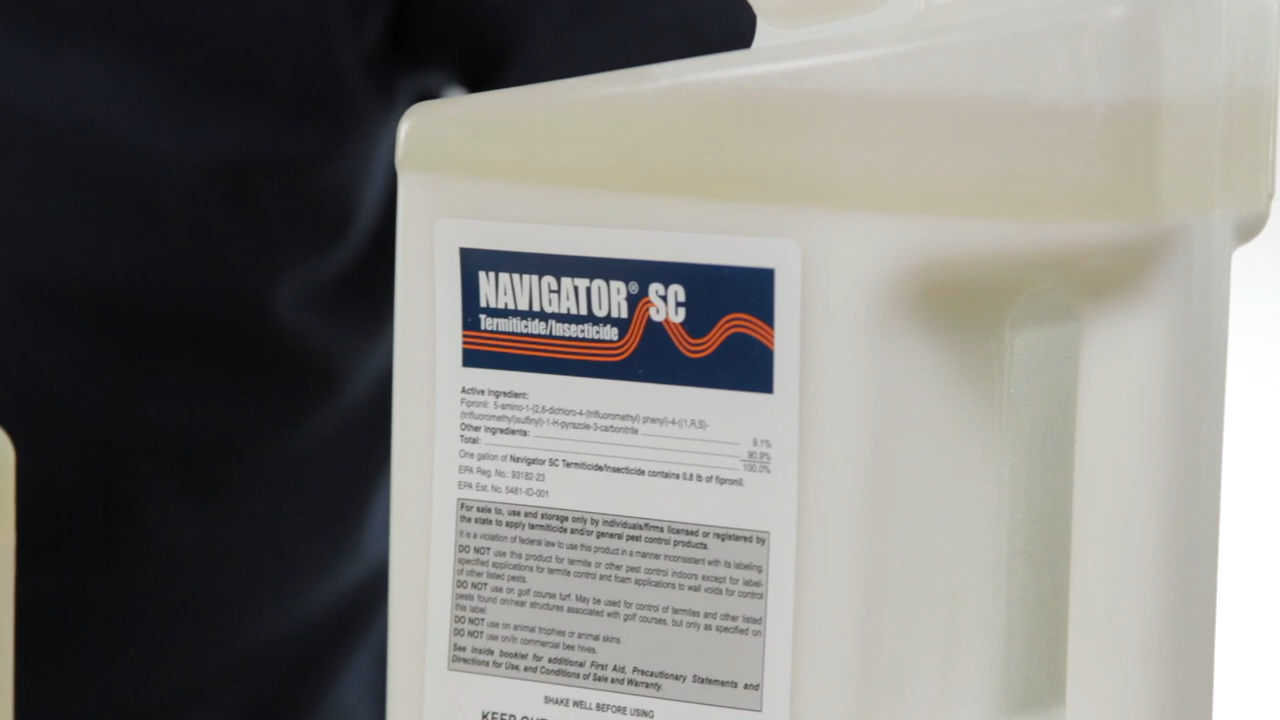 NAVIGATOR® SC
Termiticide/Insecticide
Active Ingredient:
Fipronil: 5-amino-1-(2,6-dichloro-4-(trifluoromethyl) phenyl)-4-((1,R,S)-
(trifluoromethyl)sulfinyl)-1-H-pyrazole-3-carbonitrile 9.1%
Other Ingredients: 90.9%
Total: 100.0%
One gallon of Navigator SC Termiticide/Insecticide contains 0.8 lb of fipronil.
EPA Reg. No.: 93182-23
EPA Est. No. 5481-ID-001
For sale to, use and storage only by individuals/firms licensed or registered by
the state to apply termiticide and/or general pest control products.
It is a violation of federal law to use this product in a manner inconsistent with its labeling.
DO NOT use this product for termite or other pest control indoors except for label-
specified applications for termite control and foam applications to wall voids for control
of other listed pests.
DO NOT use on golf course turf. May be used for control of termites and other listed
pests found on/near structures associated with golf courses, but only as specified on
this label.
DO NOT use on animal trophies or animal skins.
DO NOT use on/in commercial bee hives.
See inside booklet for additional First Aid, Precautionary Statements and
Directions for Use, and Conditions of Sale and Warranty.
SHAKE WELL BEFORE USING
KEEP OUT